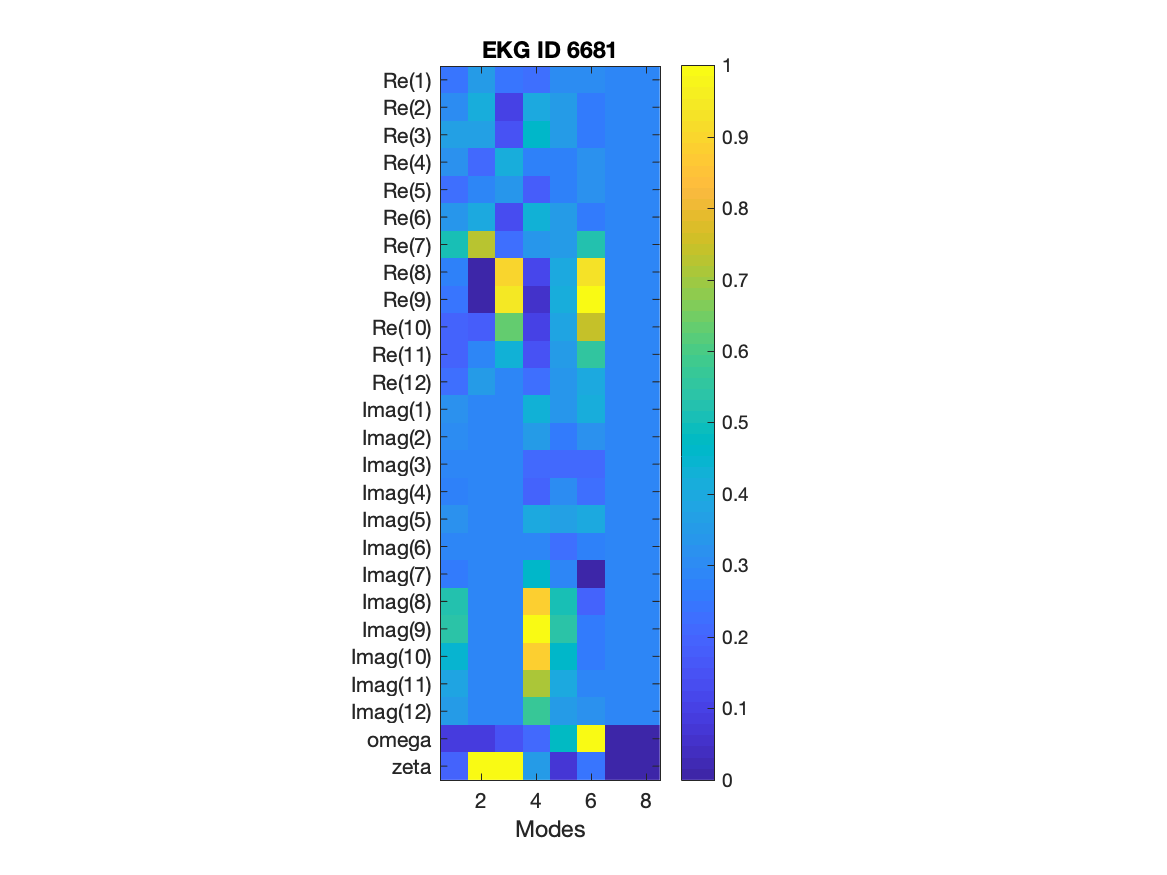 EKG ID 6681
Re(1)
Re(2)
Re(3)
Re(4)
Re(5)
Re(6)
Re(7)
Re(8)
Re(9)
Re(10)
Re(11)
Re(12)
Imag(1)
Imag(2)
Imag(3)
Imag(4)
Imag(5)
Imag(6)
Imag(7)
Imag(8)
Imag(9)
Imag(10)
Imag(11)
Imag(12)
omega
zeta
2 4 6 8
Modes
1
0.9
0.8
0.7
0.6
0.5
0.4
0.3
0.2
0.1
0